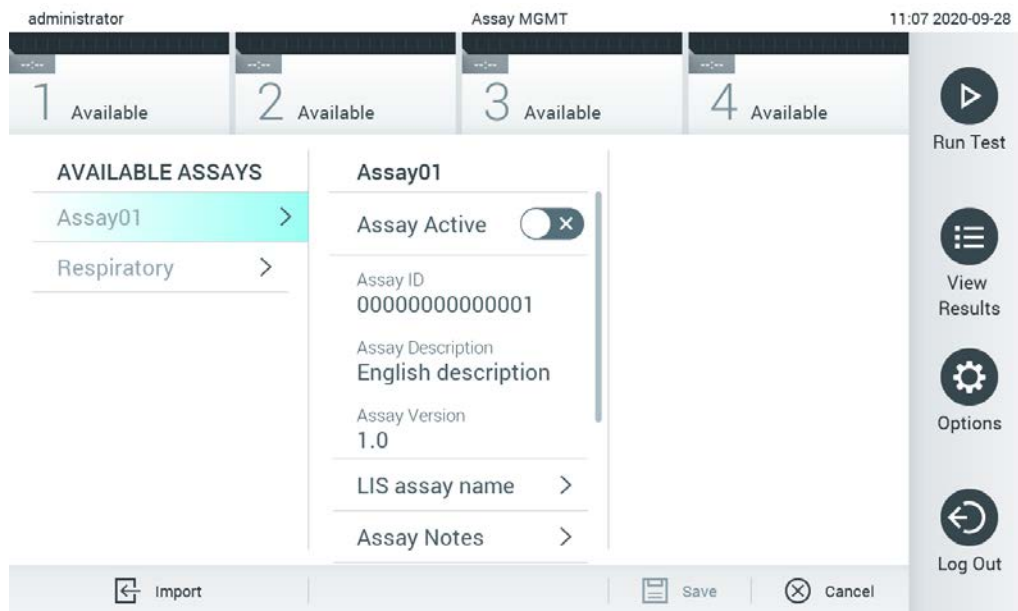 administrator
Assay MGMT
11:07 2020-09-28
--:--
--:--
--:--
--:--
1 Available
2 Available
3 Available
4 Available
Run Test
View
Results
Options
Log Out
AVAILABLE ASSAYS
Assay01
Respiratory
Assay01
Assay Active
Assay ID
00000000000001
Assay Description
English description
Assay Version
1.0
LIS assay name
Assay Notes
Import
Save
Cancel